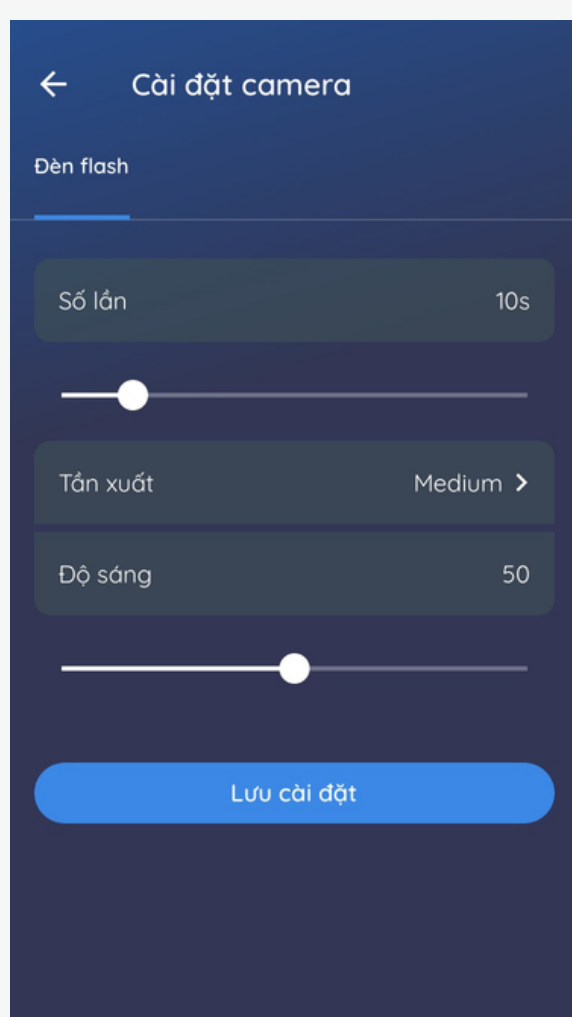 Cài đặt camera
Đèn flash
Số lần 10s
Tần xuất Medium
Độ sáng 50
Lưu cài đặt